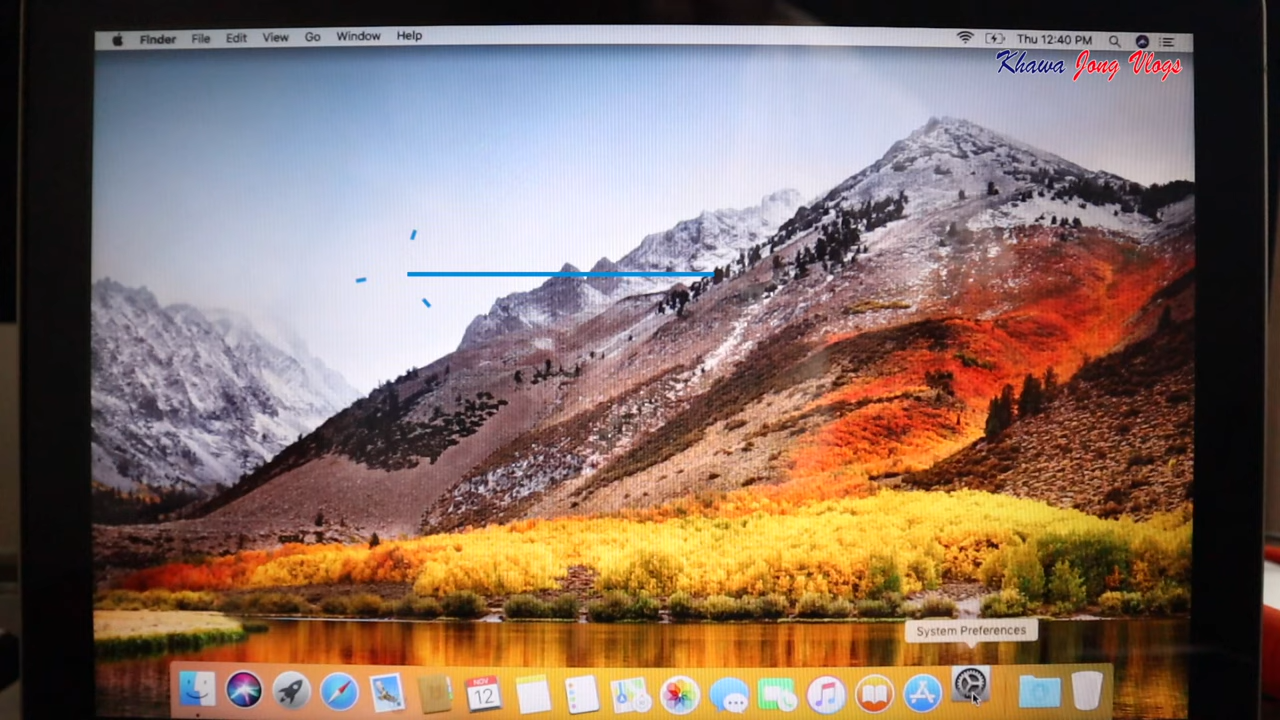 Finder File Edit View Go Window Help Thu 12:40 PM
Khawa Jong Vlogs
System Preferences
NOV
12